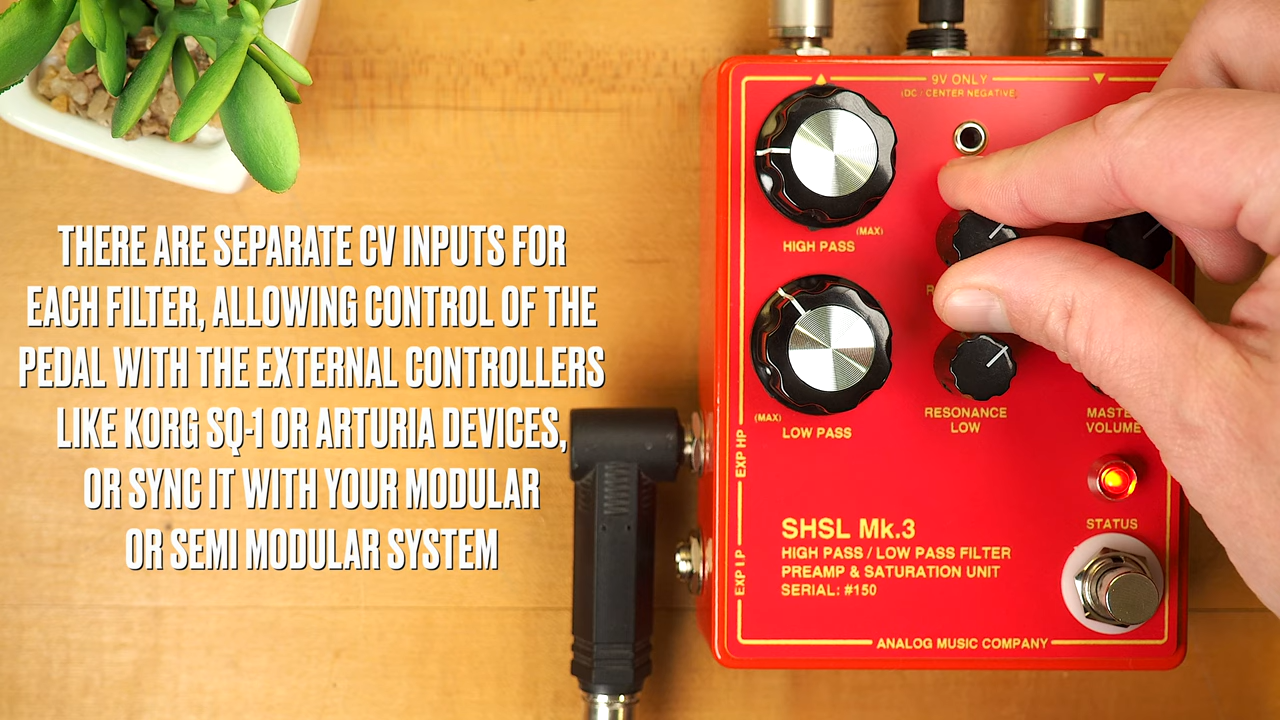 THERE ARE SEPARATE CV INPUTS FOR
EACH FILTER, ALLOWING CONTROL OF THE
PEDAL WITH THE EXTERNAL CONTROLLERS
LIKE KORG SQ-1 OR ARTURIA DEVICES,
OR SYNC IT WITH YOUR MODULAR
OR SEMI MODULAR SYSTEM
9V ONLY
(DC / CENTER NEGATIVE)
(MAX)
HIGH PASS
(MAX)
LOW PASS
RESONANCE
LOW
VOLUME
EXP HP
EXP LP
STATUS
SHSL Mk.3
HIGH PASS / LOW PASS FILTER
PREAMP & SATURATION UNIT
SERIAL: #150
ANALOG MUSIC COMPANY